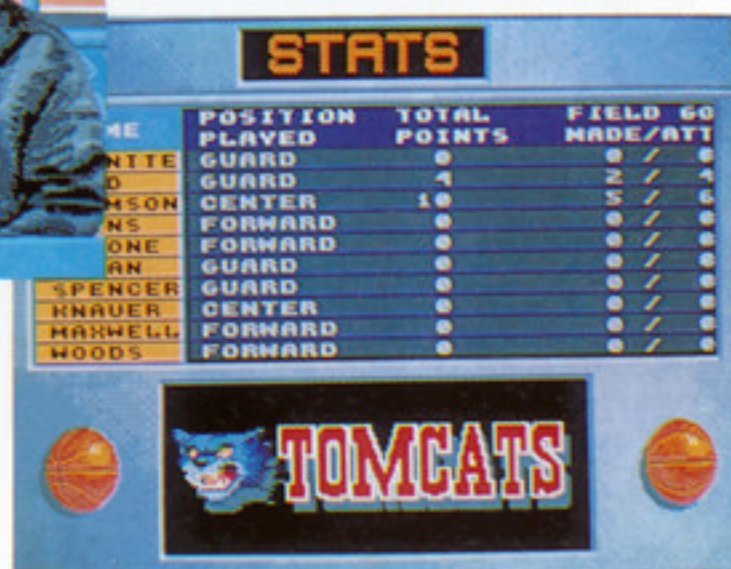 STATS
ME POSITION PLAYED TOTAL POINTS FIELD GO MADE/ATT
NITE GUARD 0 0 / 0
D GUARD 4 2 / 4
MSON CENTER 10 5 / 6
NS FORWARD 0 0 / 0
ONE FORWARD 0 0 / 0
AN GUARD 0 0 / 0
SPENCER GUARD 0 0 / 0
KNAUER CENTER 0 0 / 0
MAXWELL FORWARD 0 0 / 0
WOODS FORWARD 0 0 / 0
TOMCATS